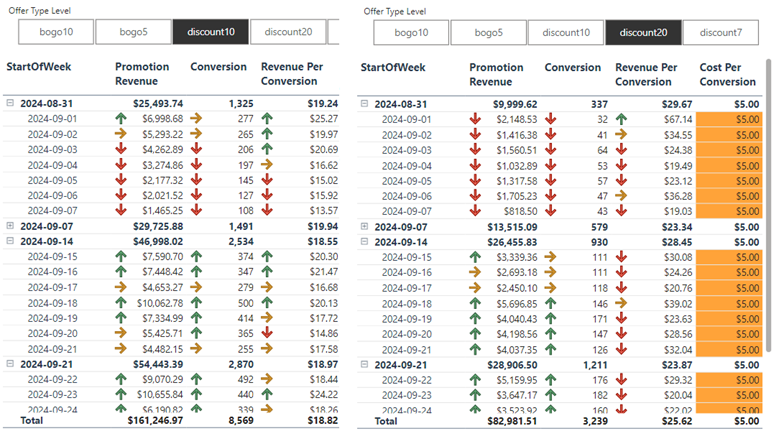 Offer Type Level
bogo10 bogo5 discount10 discount20
StartOfWeek Promotion Revenue Conversion Revenue Per Conversion
2024-08-31 $25,493.74 1,325 $19.24
2024-09-01 $6,998.68 277 $25.27
2024-09-02 $5,293.22 265 $19.97
2024-09-03 $4,262.89 206 $20.69
2024-09-04 $3,274.86 197 $16.62
2024-09-05 $2,177.32 145 $15.02
2024-09-06 $2,021.52 127 $15.92
2024-09-07 $1,465.25 108 $13.57
2024-09-07 $29,725.88 1,491 $19.94
2024-09-14 $46,998.02 2,534 $18.55
2024-09-15 $7,590.70 374 $20.30
2024-09-16 $7,448.42 347 $21.47
2024-09-17 $4,653.27 279 $16.68
2024-09-18 $10,062.78 500 $20.13
2024-09-19 $7,334.99 414 $17.72
2024-09-20 $5,425.71 365 $14.86
2024-09-21 $4,482.15 255 $17.58
2024-09-21 $54,443.39 2,870 $18.97
2024-09-22 $9,070.29 492 $18.44
2024-09-23 $10,655.84 440 $24.22
2024-09-24 $6,190.82 339 $18.26
Total $161,246.97 8,569 $18.82
Offer Type Level
bogo10 bogo5 discount10 discount20 discount7
StartOfWeek Promotion Revenue Conversion Revenue Per Conversion Cost Per Conversion
2024-08-31 $9,999.62 337 $29.67 $5.00
2024-09-01 $2,148.53 32 $67.14 $5.00
2024-09-02 $1,416.38 41 $34.55 $5.00
2024-09-03 $1,560.51 64 $24.38 $5.00
2024-09-04 $1,032.89 53 $19.49 $5.00
2024-09-05 $1,317.58 57 $23.12 $5.00
2024-09-06 $1,705.23 47 $36.28 $5.00
2024-09-07 $818.50 43 $19.03 $5.00
2024-09-07 $13,515.09 579 $23.34 $5.00
2024-09-14 $26,455.83 930 $28.45 $5.00
2024-09-15 $3,339.36 111 $30.08 $5.00
2024-09-16 $2,693.18 111 $24.26 $5.00
2024-09-17 $2,450.10 118 $20.76 $5.00
2024-09-18 $5,696.85 146 $39.02 $5.00
2024-09-19 $4,040.43 171 $23.63 $5.00
2024-09-20 $4,198.56 147 $28.56 $5.00
2024-09-21 $4,037.35 126 $32.04 $5.00
2024-09-21 $28,906.50 1,211 $23.87 $5.00
2024-09-22 $5,159.95 176 $29.32 $5.00
2024-09-23 $3,647.17 182 $20.04 $5.00
2024-09-24 $3,523.92 160 $22.02 $5.00
Total $82,981.51 3,239 $25.62 $5.00